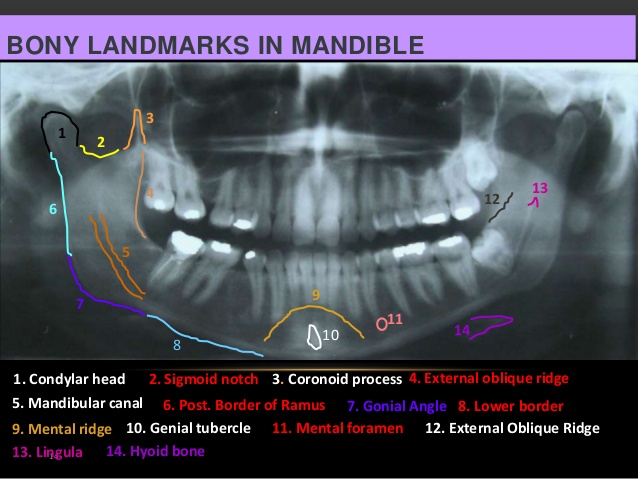 BONY LANDMARKS IN MANDIBLE
3
1
2
13
4
12
6
5
9
7
11
10
14
8
1. Condylar head 2. Sigmoid notch 3. Coronoid process 4. External oblique ridge
5. Mandibular canal 6. Post. Border of Ramus 7. Gonial Angle 8. Lower border
9. Mental ridge 10. Genial tubercle 11. Mental foramen 12. External Oblique Ridge
13. Lingula 14. Hyoid bone